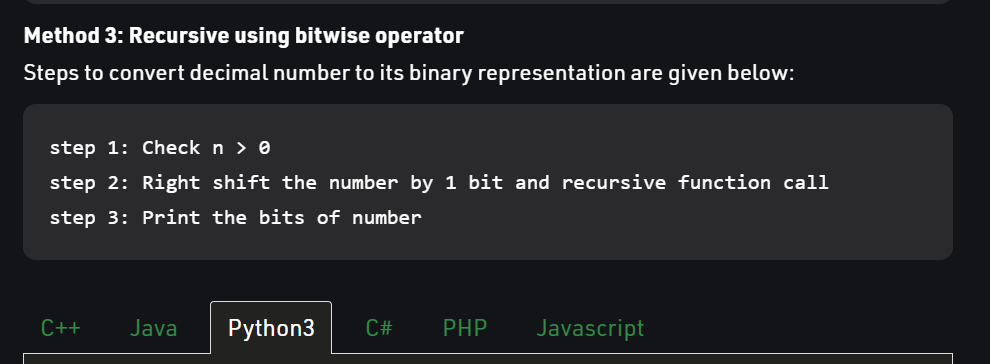 Method 3: Recursive using bitwise operator
Steps to convert decimal number to its binary representation are given below:
step 1: Check n > 0
step 2: Right shift the number by 1 bit and recursive function call
step 3: Print the bits of number
C++ Java Python3 C# PHP Javascript